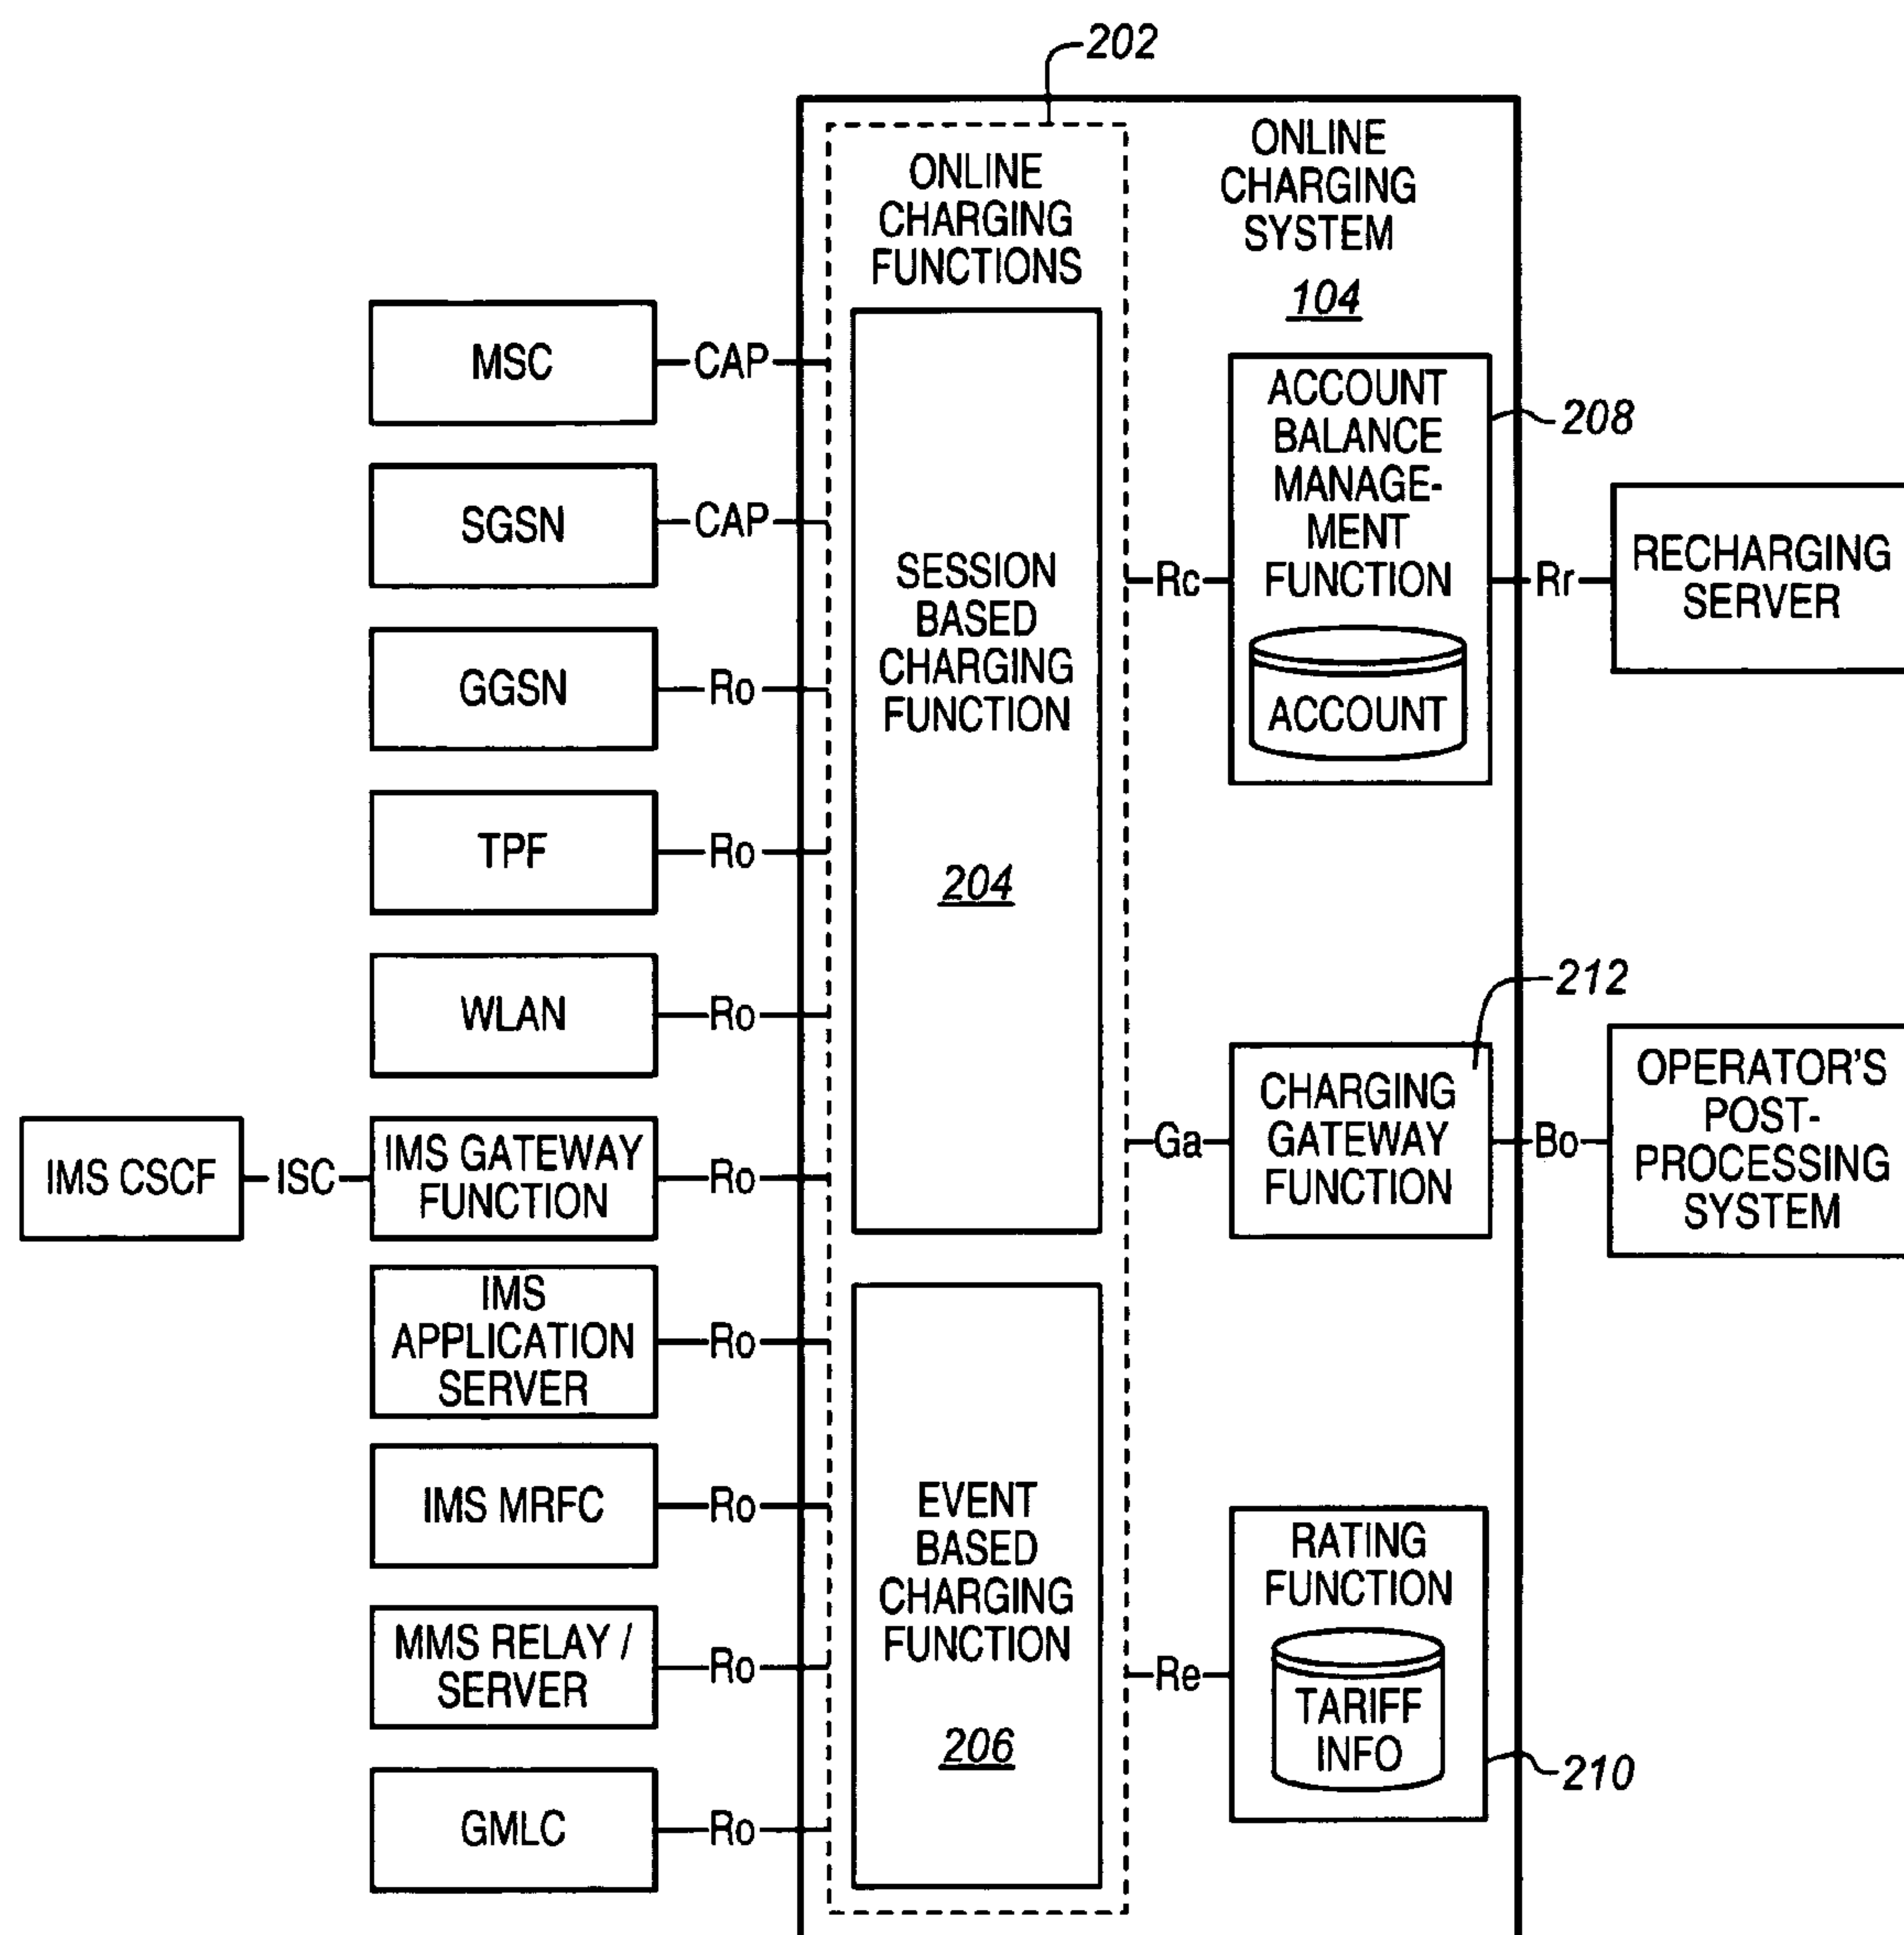 202
ONLINE
CHARGING
FUNCTIONS
ONLINE
CHARGING
SYSTEM
104
MSC
CAP
SGSN
CAP
GGSN
Ro
TPF
Ro
WLAN
Ro
IMS CSCF
ISC
IMS GATEWAY
FUNCTION
Ro
IMS
APPLICATION
SERVER
Ro
IMS MRFC
Ro
MMS RELAY /
SERVER
Ro
GMLC
Ro
SESSION
BASED
CHARGING
FUNCTION
204
EVENT
BASED
CHARGING
FUNCTION
206
Rc
ACCOUNT
BALANCE
MANAGE-
MENT
FUNCTION
ACCOUNT
208
Rr
RECHARGING
SERVER
Ga
CHARGING
GATEWAY
FUNCTION
212
Bo
OPERATOR'S
POST-
PROCESSING
SYSTEM
Re
RATING
FUNCTION
TARIFF
INFO
210